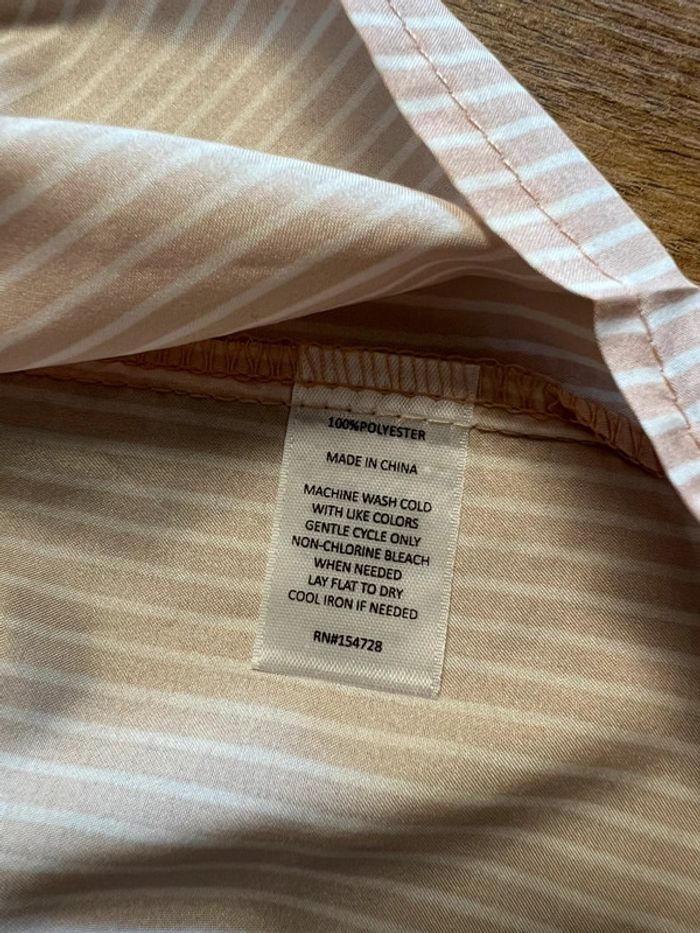 100%POLYESTER
MADE IN CHINA
MACHINE WASH COLD
WITH LIKE COLORS
GENTLE CYCLE ONLY
NON-CHLORINE BLEACH
WHEN NEEDED
LAY FLAT TO DRY
COOL IRON IF NEEDED
RN#154728